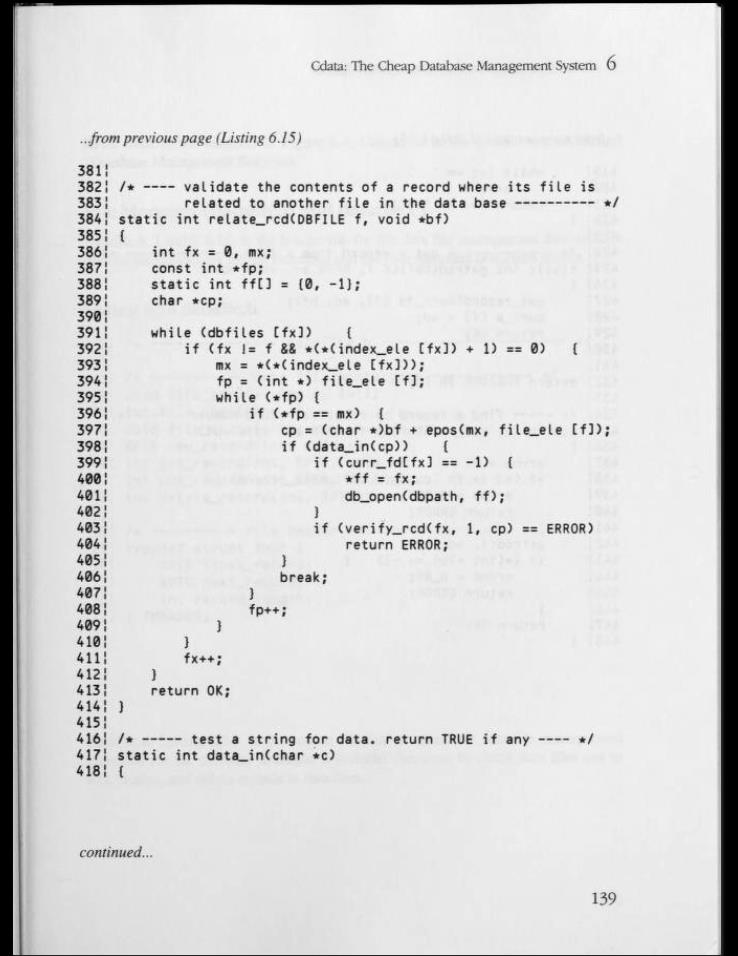 Cdata: The Cheap Database Management System 6
...from previous page (Listing 6.15)
381¦
382¦ /* ---- validate the contents of a record where its file is
383¦         related to another file in the data base ---------- */
384¦ static int relate_rcd(DBFILE f, void *bf)
385¦ {
386¦     int fx = 0, mx;
387¦     const int *fp;
388¦     static int ff[] = {0, -1};
389¦     char *cp;
390¦
391¦     while (dbfiles [fx])    {
392¦         if (fx != f && *(*(index_ele [fx]) + 1) == 0)   {
393¦             mx = *(*(index_ele [fx]));
394¦             fp = (int *) file_ele [f];
395¦             while (*fp) {
396¦                 if (*fp == mx)  {
397¦                     cp = (char *)bf + epos(mx, file_ele [f]);
398¦                     if (data_in(cp))    {
399¦                         if (curr_fd[fx] == -1)  {
400¦                             *ff = fx;
401¦                             db_open(dbpath, ff);
402¦                         }
403¦                         if (verify_rcd(fx, 1, cp) == ERROR)
404¦                             return ERROR;
405¦                     }
406¦                     break;
407¦                 }
408¦                 fp++;
409¦             }
410¦         }
411¦         fx++;
412¦     }
413¦     return OK;
414¦ }
415¦
416¦ /* ----- test a string for data. return TRUE if any ---- */
417¦ static int data_in(char *c)
418¦ {
continued...
139